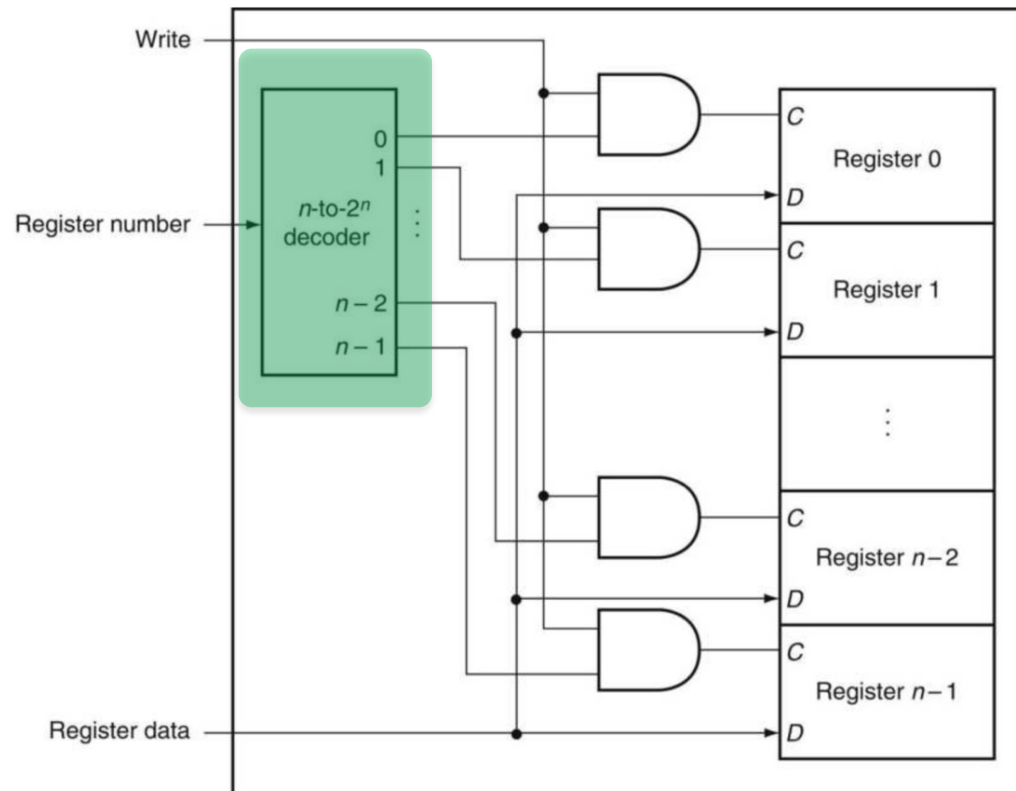 Write
0
1
n-to-2ⁿ
decoder
⋮
n – 2
n – 1
Register number
Register data
C
Register 0
D
C
Register 1
D
⋮
C
Register n – 2
D
C
Register n – 1
D